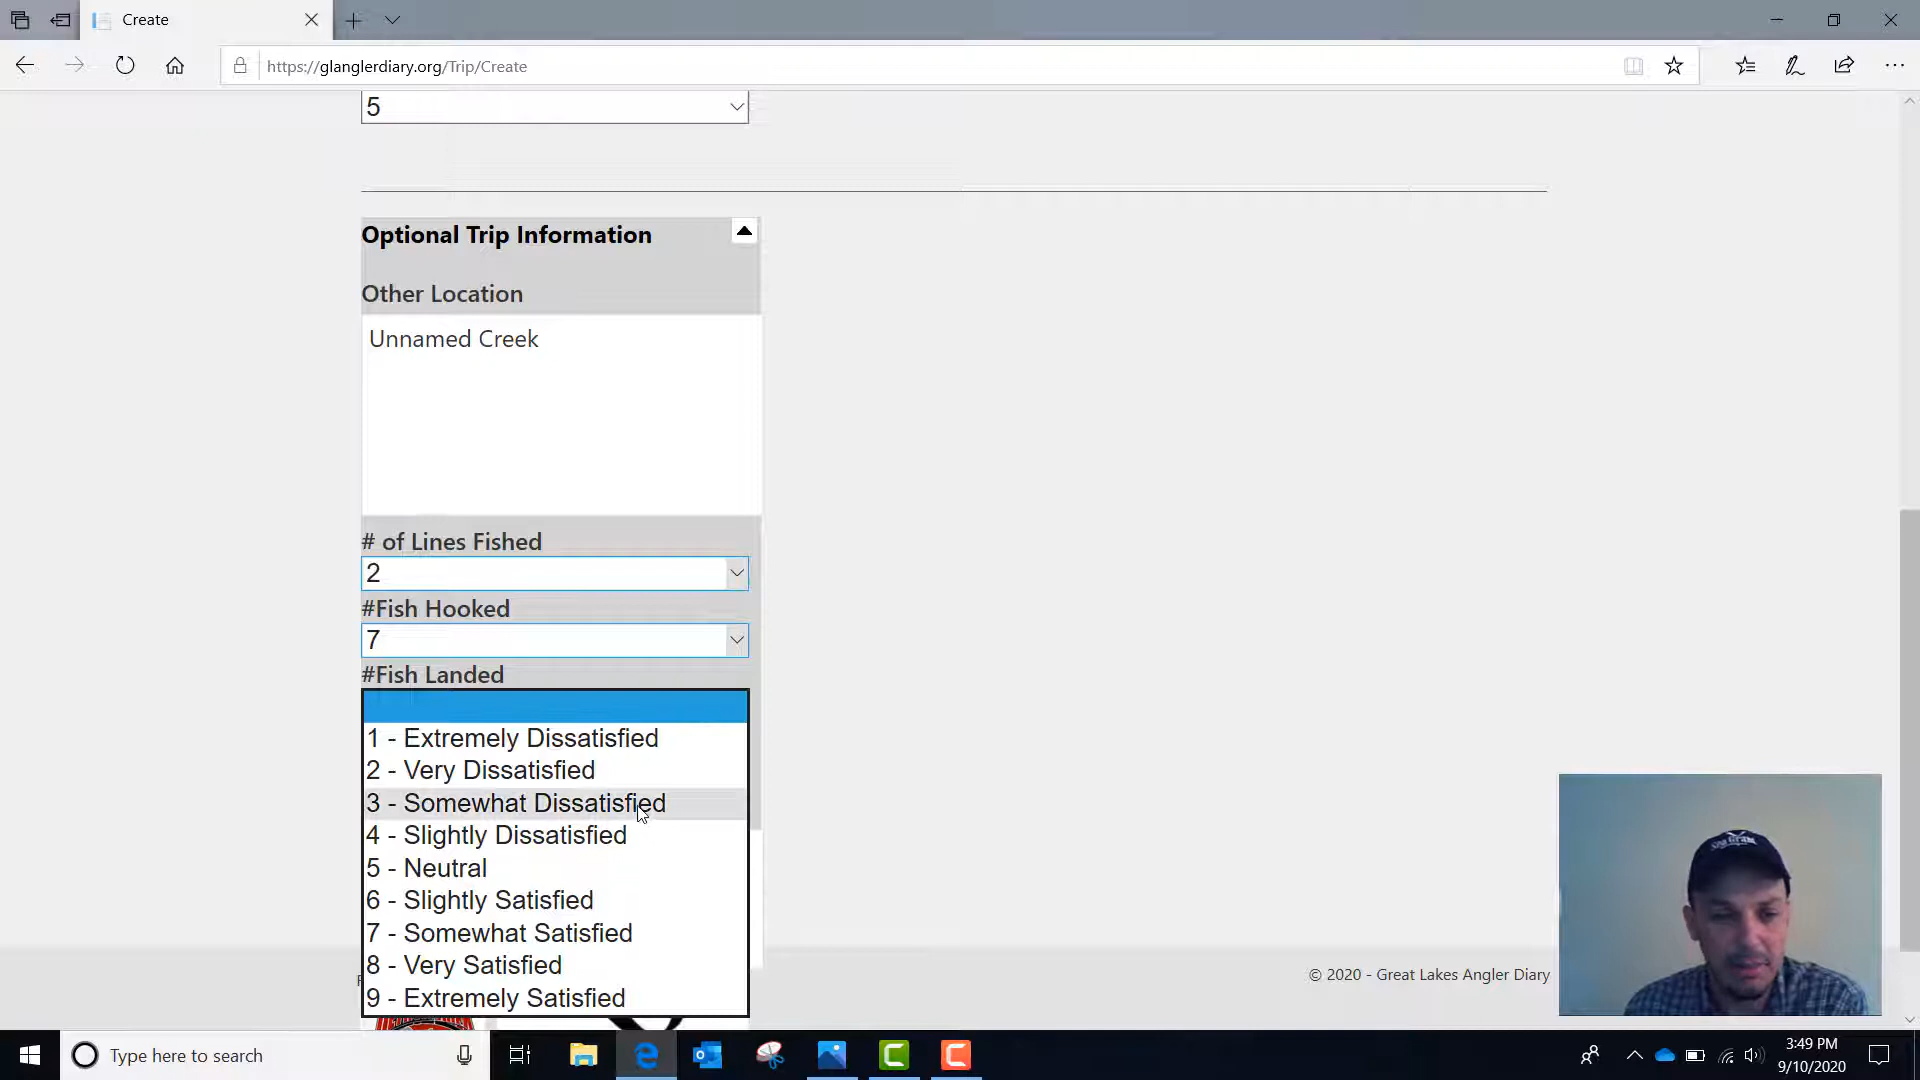 Create
https://glanglerdiary.org/Trip/Create
5
Optional Trip Information
Other Location
Unnamed Creek
# of Lines Fished
2
#Fish Hooked
7
#Fish Landed
1 - Extremely Dissatisfied
2 - Very Dissatisfied
3 - Somewhat Dissatisfied
4 - Slightly Dissatisfied
5 - Neutral
6 - Slightly Satisfied
7 - Somewhat Satisfied
8 - Very Satisfied
9 - Extremely Satisfied
© 2020 - Great Lakes Angler Diary
Type here to search
3:49 PM
9/10/2020